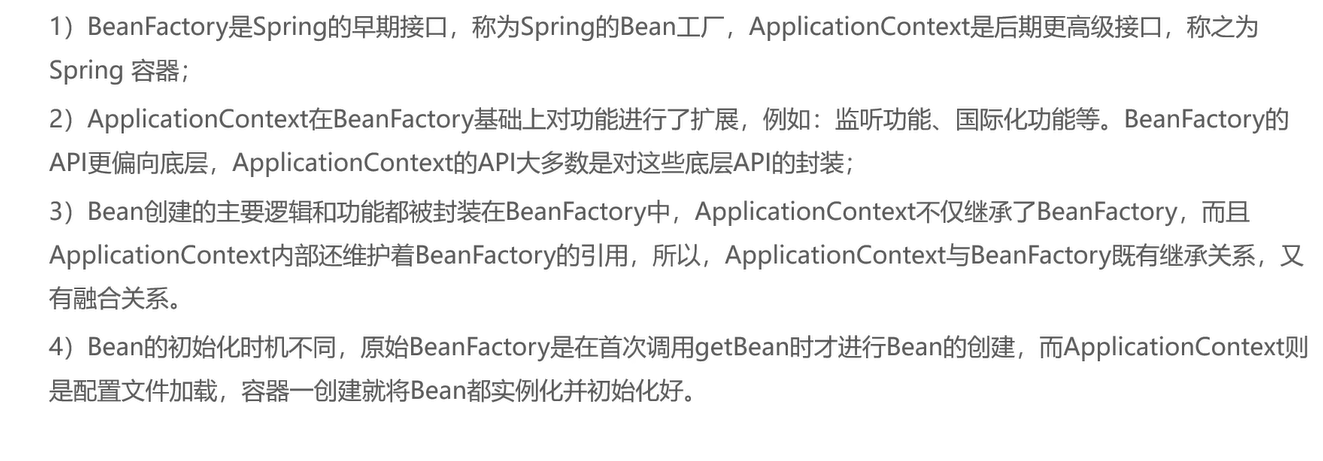 1）BeanFactory是Spring的早期接口，称为Spring的Bean工厂，ApplicationContext是后期更高级接口，称之为
Spring 容器；
2）ApplicationContext在BeanFactory基础上对功能进行了扩展，例如：监听功能、国际化功能等。BeanFactory的
API更偏向底层，ApplicationContext的API大多数是对这些底层API的封装；
3）Bean创建的主要逻辑和功能都被封装在BeanFactory中，ApplicationContext不仅继承了BeanFactory，而且
ApplicationContext内部还维护着BeanFactory的引用，所以，ApplicationContext与BeanFactory既有继承关系，又
有融合关系。
4）Bean的初始化时机不同，原始BeanFactory是在首次调用getBean时才进行Bean的创建，而ApplicationContext则
是配置文件加载，容器一创建就将Bean都实例化并初始化好。